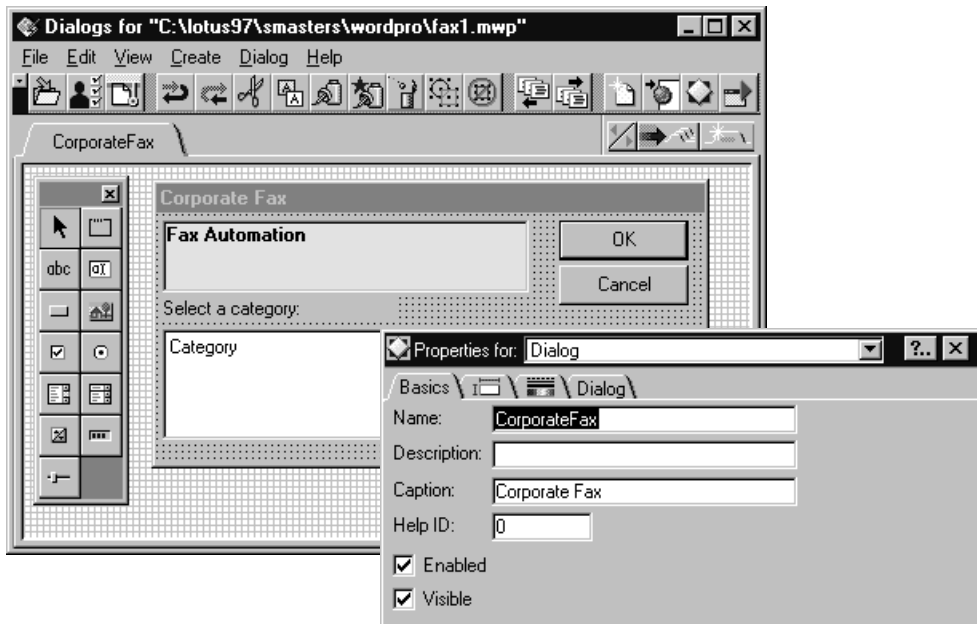 Dialogs for "C:\lotus97\smasters\wordpro\fax1.mwp"
File Edit View Create Dialog Help
CorporateFax
Corporate Fax
Fax Automation
OK
Cancel
abc
Select a category:
Category
Properties for: Dialog
Basics Dialog
Name: CorporateFax
Description:
Caption: Corporate Fax
Help ID: 0
Enabled
Visible